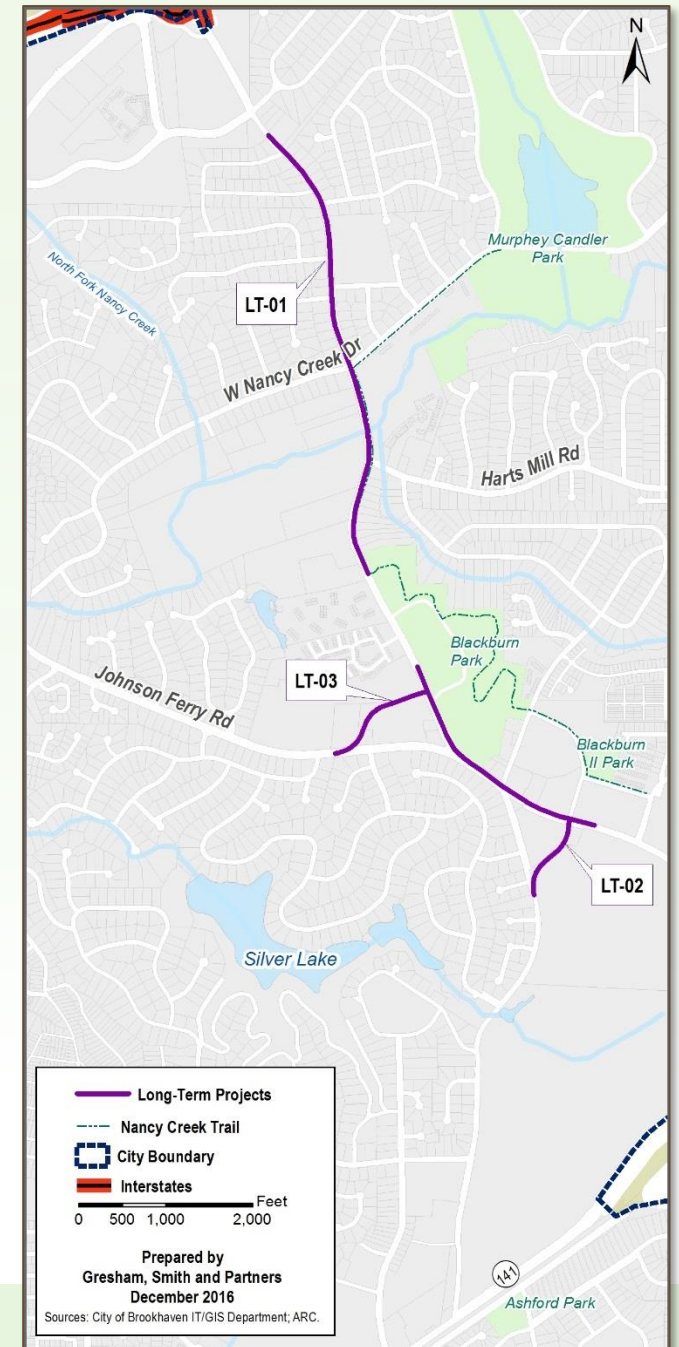 N
Murphey Candler
Park
North Fork Nancy Creek
LT-01
W Nancy Creek Dr
Harts Mill Rd
Blackburn
Park
LT-03
Johnson Ferry Rd
Blackburn
II Park
LT-02
Silver Lake
Long-Term Projects
Nancy Creek Trail
City Boundary
Interstates
Feet
0 500 1,000 2,000
Prepared by
Gresham, Smith and Partners
December 2016
Sources: City of Brookhaven IT/GIS Department; ARC.
141
Ashford Park